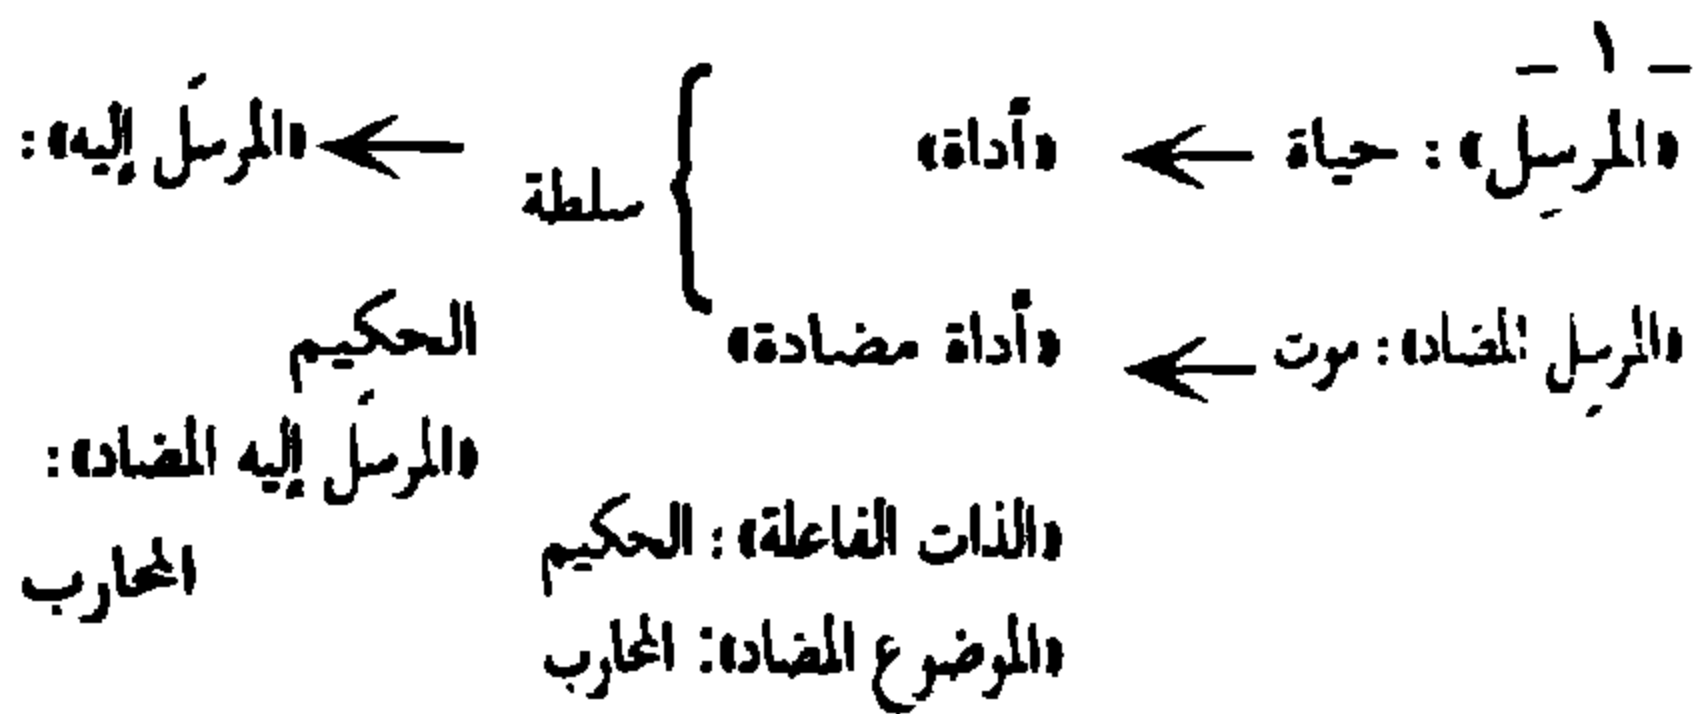 – ١ –
«المرسِل»: حياة ← «أداة» } سلطة ← «المرسَل إليه»:
الحكيم
«المرسِل المضاد»: موت ← «أداة مضادة»
«المرسَل إليه المضاد»:
المحارب
«الذات الفاعلة»: الحكيم
«الموضوع المضاد»: المحارب